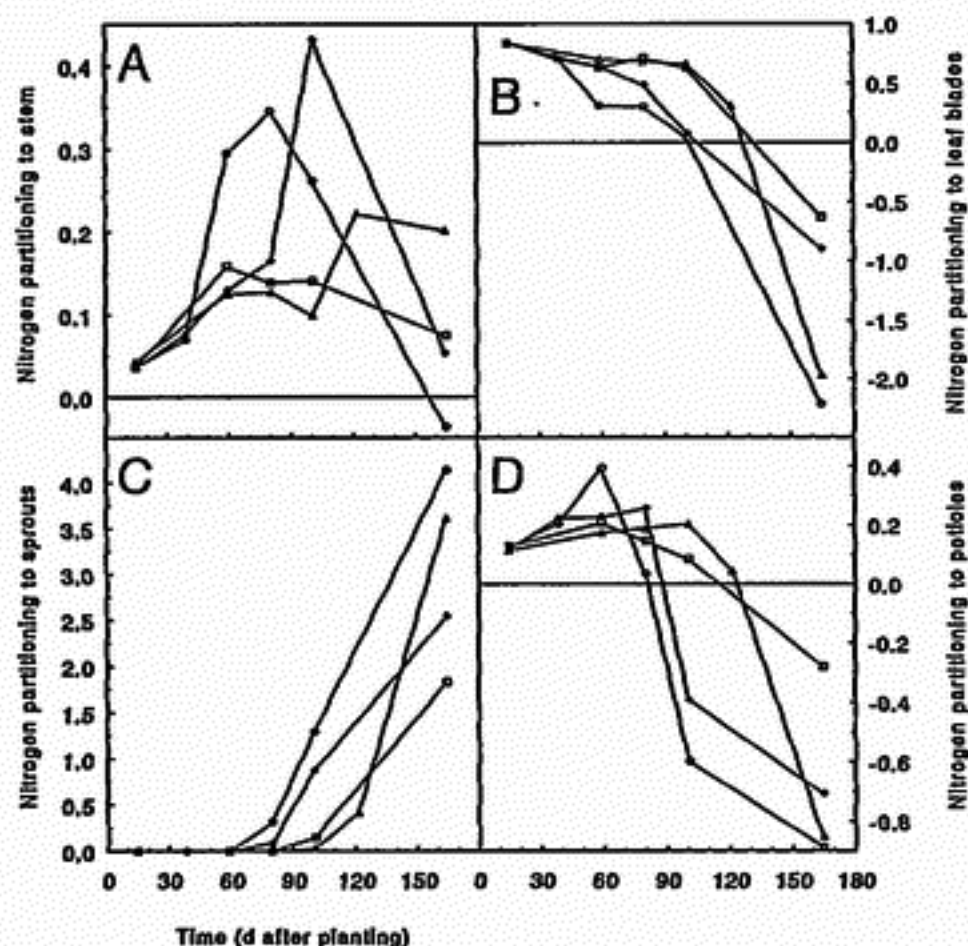 A
B
C
D
Nitrogen partitioning to stem
0.4
0.3
0.2
0.1
0.0
Nitrogen partitioning to leaf blades
1.0
0.5
0.0
-0.5
-1.0
-1.5
-2.0
Nitrogen partitioning to sprouts
4.0
3.5
3.0
2.5
2.0
1.5
1.0
0.5
0.0
Nitrogen partitioning to petioles
0.4
0.2
0.0
-0.2
-0.4
-0.6
-0.8
0 30 60 90 120 150
0 30 60 90 120 150 180
Time (d after planting)